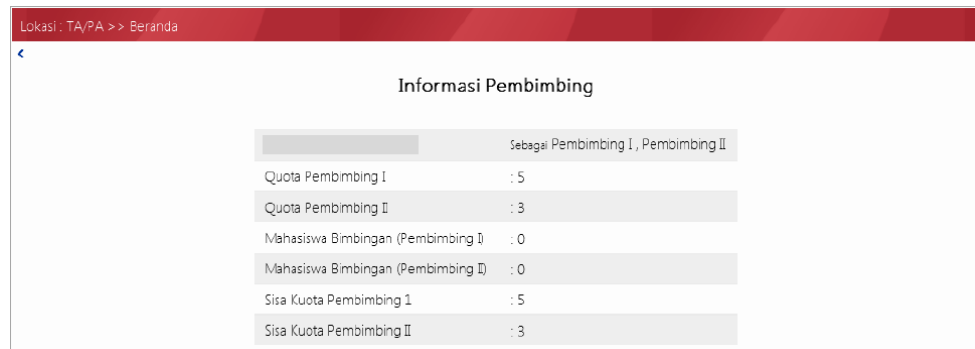 Lokasi : TA/PA >> Beranda
<
Informasi Pembimbing
Sebagai Pembimbing I , Pembimbing II
Quota Pembimbing I : 5
Quota Pembimbing II : 3
Mahasiswa Bimbingan (Pembimbing I) : 0
Mahasiswa Bimbingan (Pembimbing II) : 0
Sisa Kuota Pembimbing 1 : 5
Sisa Kuota Pembimbing II : 3